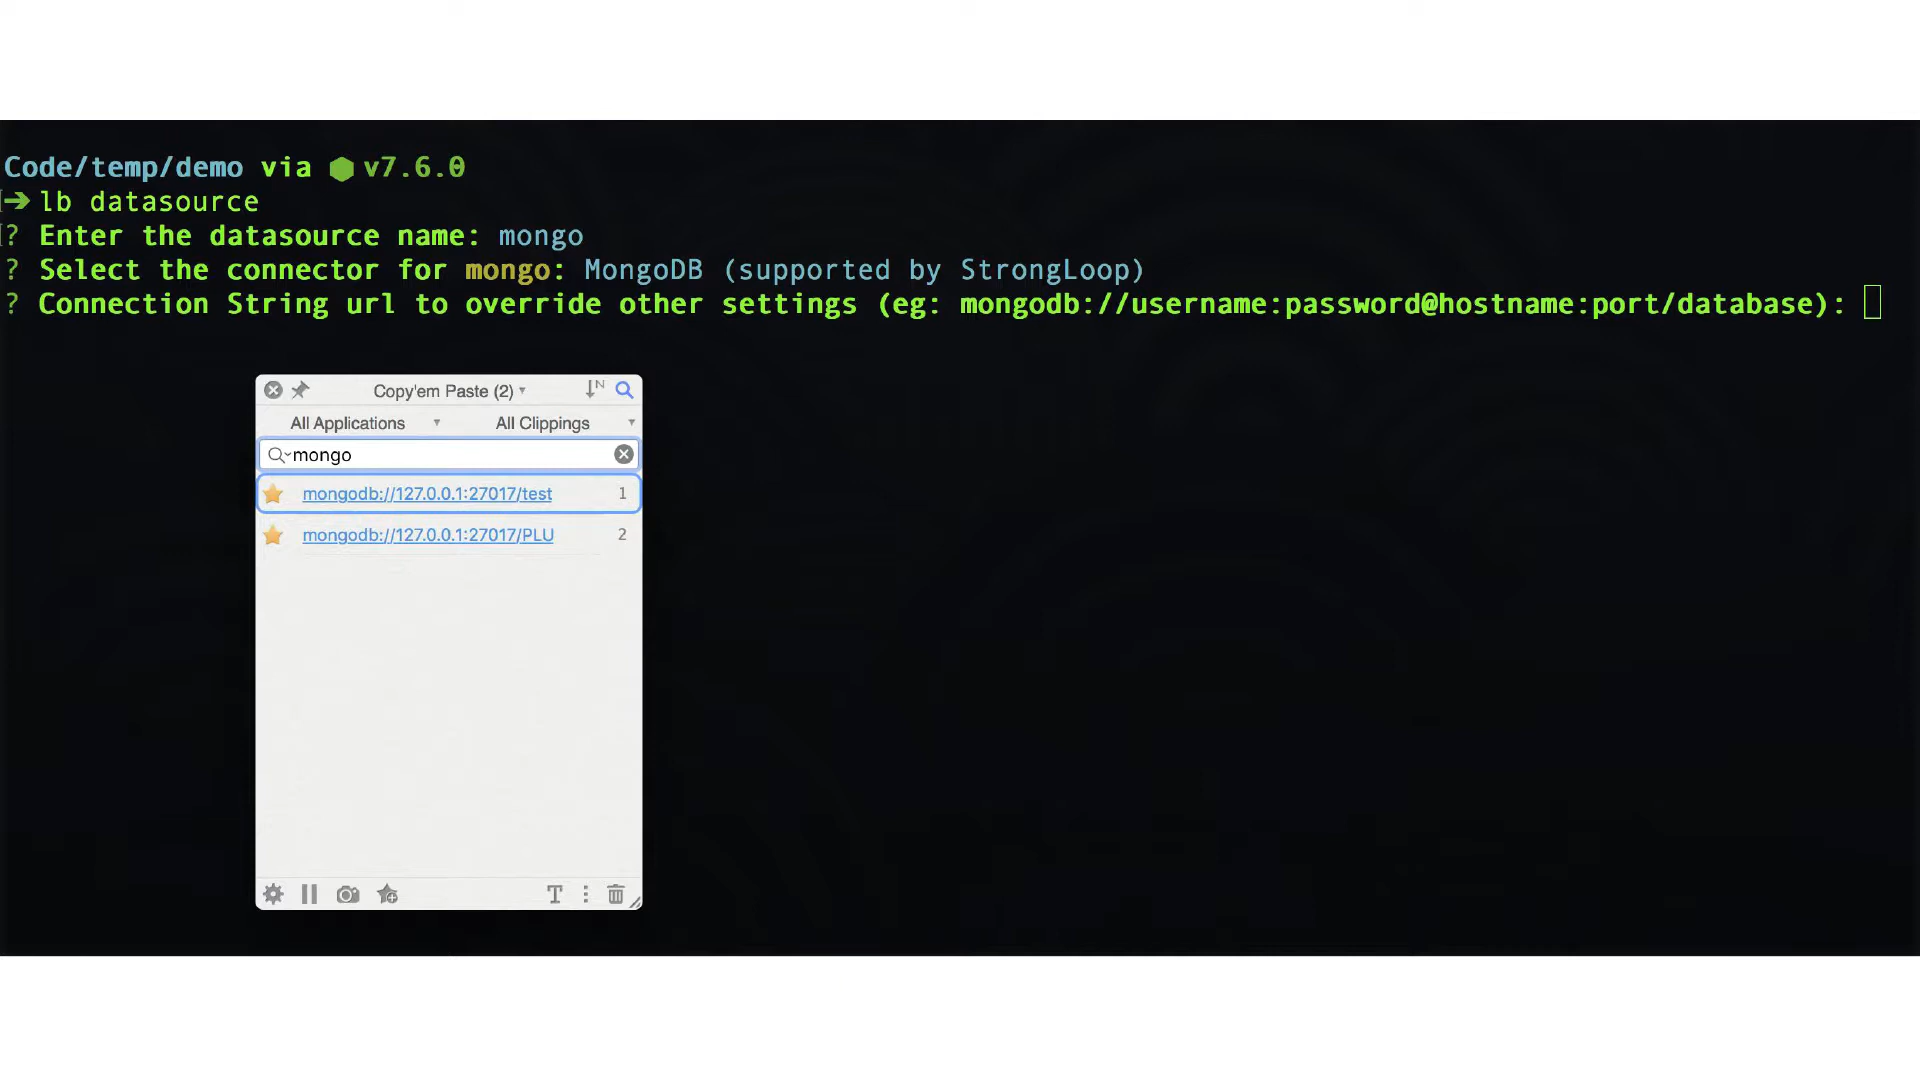 Code/temp/demo via v7.6.0
➜ lb datasource
? Enter the datasource name: mongo
? Select the connector for mongo: MongoDB (supported by StrongLoop)
? Connection String url to override other settings (eg: mongodb://username:password@hostname:port/database):
Copy'em Paste (2)
All Applications All Clippings
mongo
mongodb://127.0.0.1:27017/test 1
mongodb://127.0.0.1:27017/PLU 2